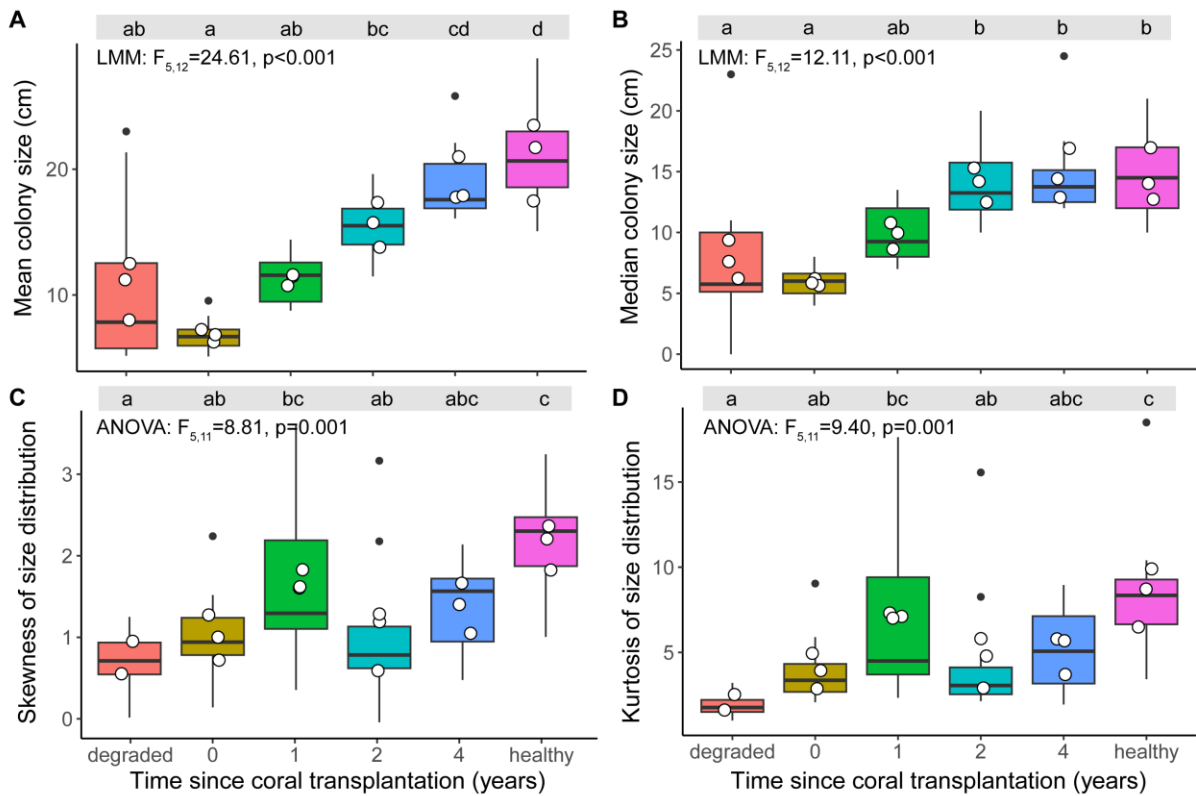 A
ab a ab bc cd d
LMM: F5,12=24.61, p<0.001
Mean colony size (cm)
20
10
B
a a ab b b b
LMM: F5,12=12.11, p<0.001
Median colony size (cm)
25
20
15
10
5
0
C
a ab bc ab abc c
ANOVA: F5,11=8.81, p=0.001
Skewness of size distribution
3
2
1
0
degraded 0 1 2 4 healthy
Time since coral transplantation (years)
D
a ab bc ab abc c
ANOVA: F5,11=9.40, p=0.001
Kurtosis of size distribution
15
10
5
degraded 0 1 2 4 healthy
Time since coral transplantation (years)